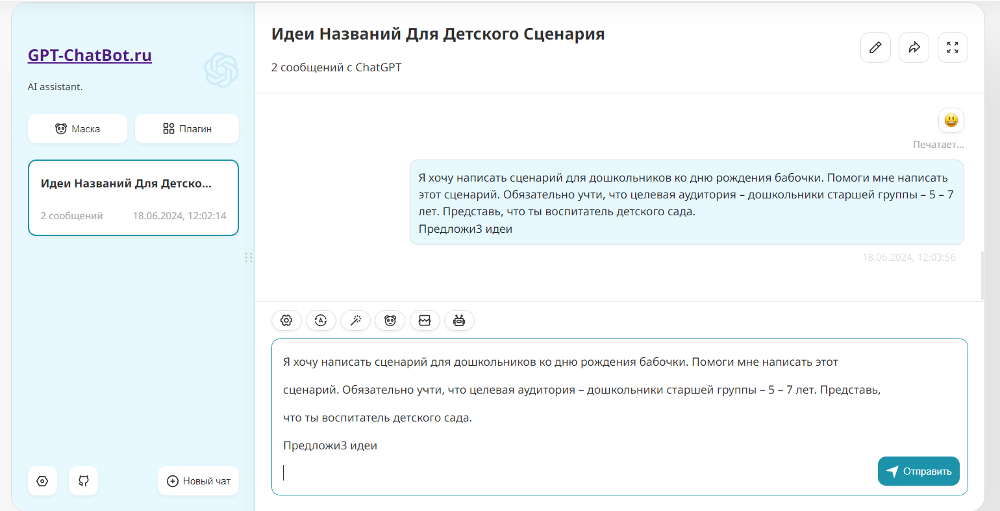 GPT-ChatBot.ru
AI assistant.
Маска
Плагин
Идеи Названий Для Детско...
2 сообщений
18.06.2024, 12:02:14
Новый чат
Идеи Названий Для Детского Сценария
2 сообщений с ChatGPT
Печатает...
Я хочу написать сценарий для дошкольников ко дню рождения бабочки. Помоги мне написать
этот сценарий. Обязательно учти, что целевая аудитория – дошкольники старшей группы – 5 – 7
лет. Представь, что ты воспитатель детского сада.
Предложи3 идеи
18.06.2024, 12:03:56
Я хочу написать сценарий для дошкольников ко дню рождения бабочки. Помоги мне написать этот
сценарий. Обязательно учти, что целевая аудитория – дошкольники старшей группы – 5 – 7 лет. Представь,
что ты воспитатель детского сада.
Предложи3 идеи
Отправить